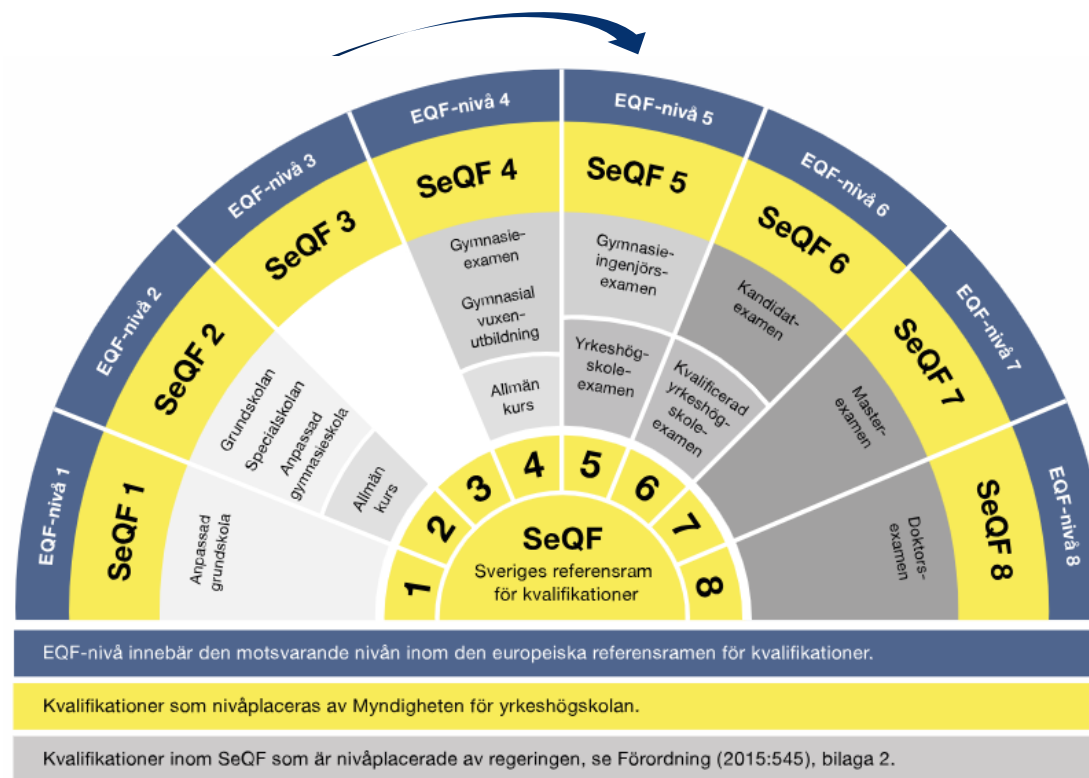 EQF-nivå 1
EQF-nivå 2
EQF-nivå 3
EQF-nivå 4
EQF-nivå 5
EQF-nivå 6
EQF-nivå 7
EQF-nivå 8
SeQF 1
SeQF 2
SeQF 3
SeQF 4
SeQF 5
SeQF 6
SeQF 7
SeQF 8
Anpassad
grundskola
Grundskolan
Specialskolan
Anpassad
gymnasieskola
Allmän
kurs
Gymnasie-
examen
Gymnasial
vuxen-
utbildning
Allmän
kurs
Gymnasie-
ingenjörs-
examen
Yrkeshög-
skole-
examen
Kandidat-
examen
Kvalificerad
yrkeshög-
skole-
examen
Master-
examen
Doktors-
examen
1
2
3
4
5
6
7
8
SeQF
Sveriges referensram
för kvalifikationer
EQF-nivå innebär den motsvarande nivån inom den europeiska referensramen för kvalifikationer.
Kvalifikationer som nivåplaceras av Myndigheten för yrkeshögskolan.
Kvalifikationer inom SeQF som är nivåplacerade av regeringen, se Förordning (2015:545), bilaga 2.